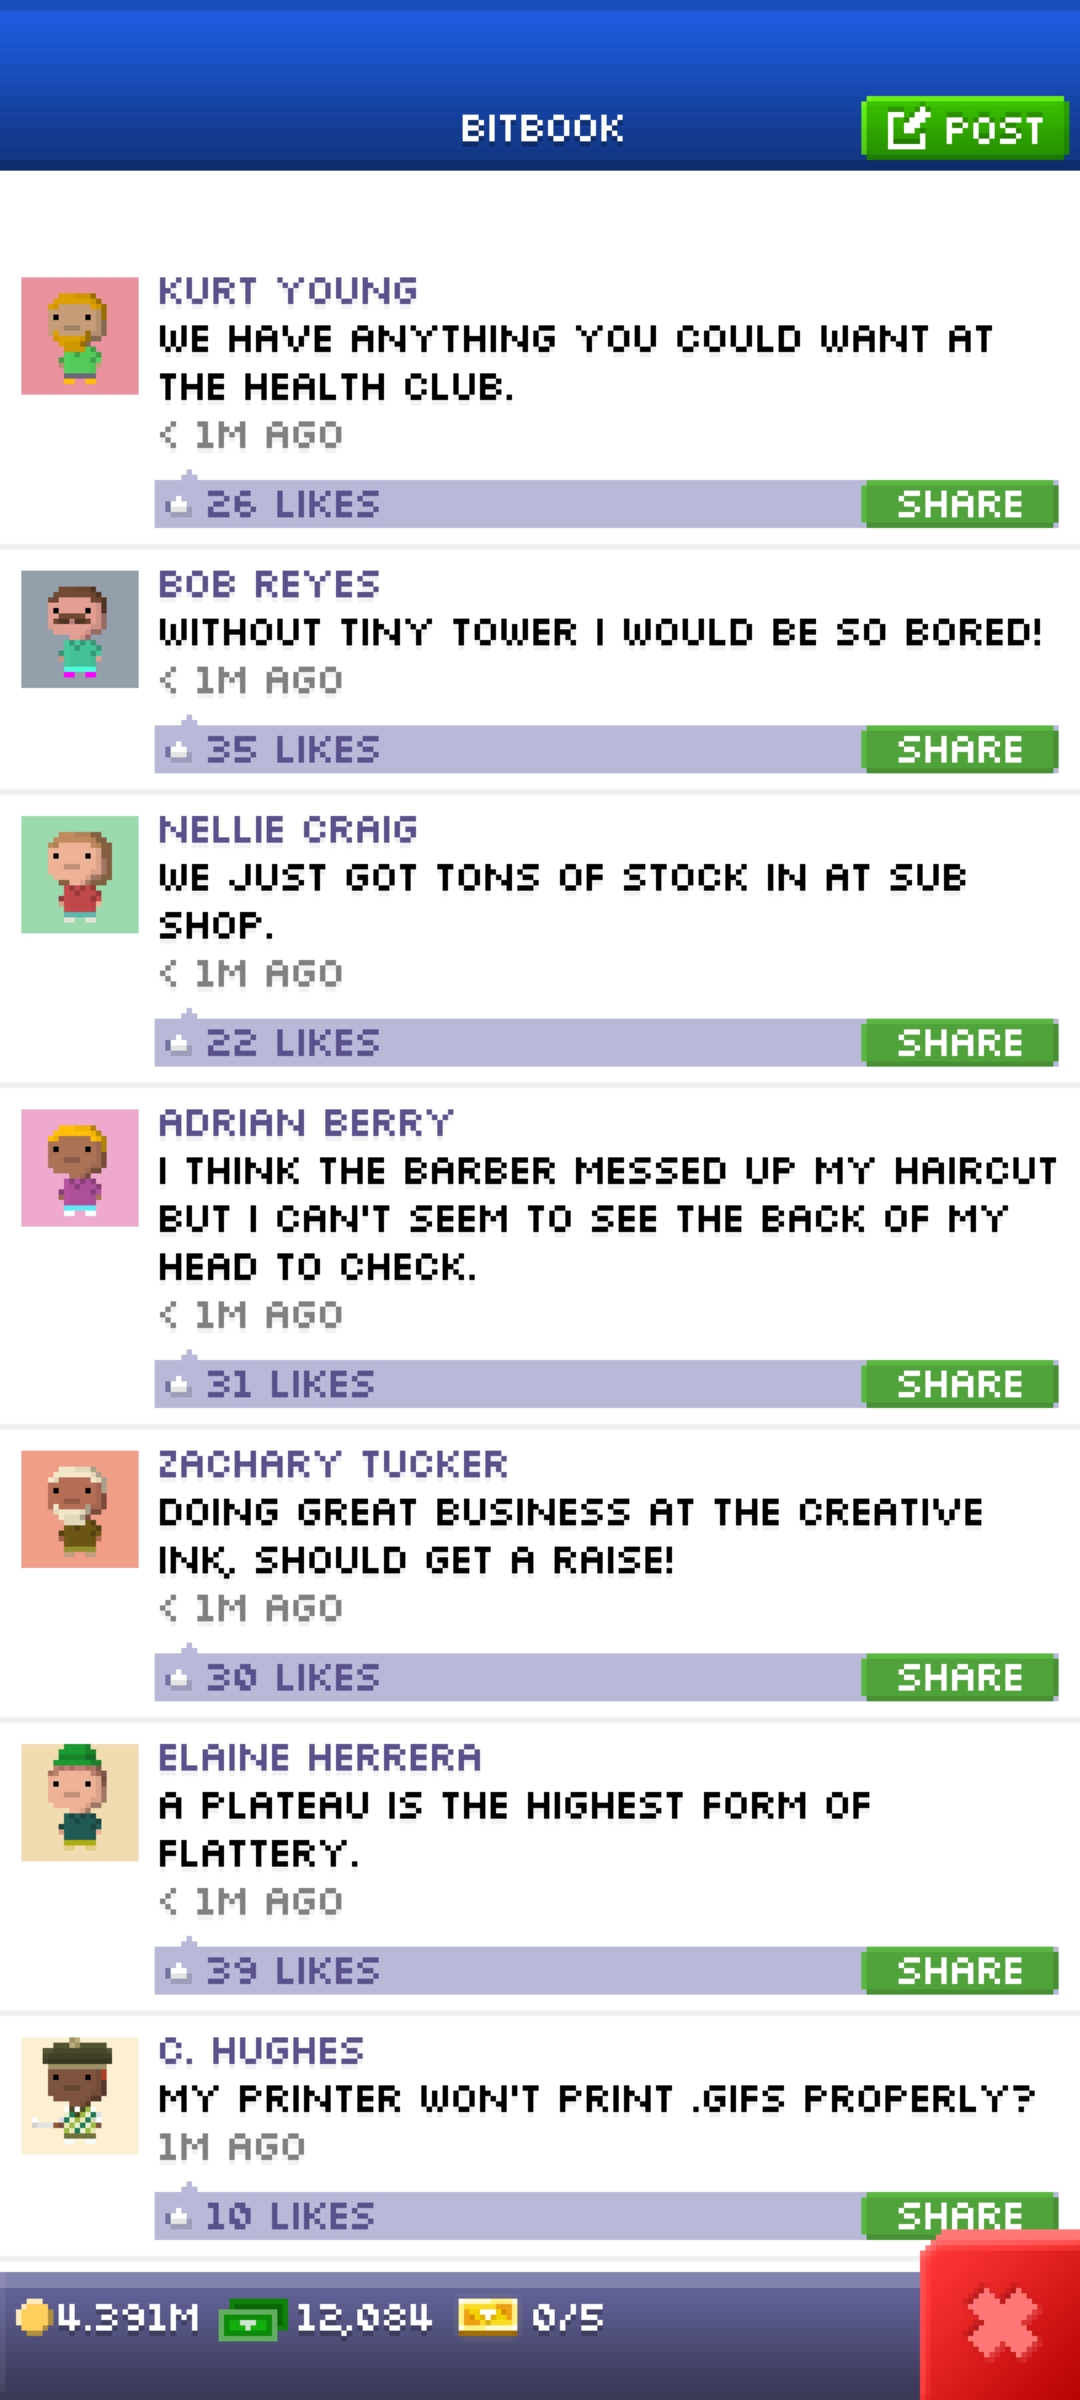 BITBOOK
POST
KURT YOUNG
WE HAVE ANYTHING YOU COULD WANT AT
THE HEALTH CLUB.
< 1M AGO
26 LIKES
SHARE
BOB REYES
WITHOUT TINY TOWER I WOULD BE SO BORED!
< 1M AGO
35 LIKES
SHARE
NELLIE CRAIG
WE JUST GOT TONS OF STOCK IN AT SUB
SHOP.
< 1M AGO
22 LIKES
SHARE
ADRIAN BERRY
I THINK THE BARBER MESSED UP MY HAIRCUT
BUT I CAN'T SEEM TO SEE THE BACK OF MY
HEAD TO CHECK.
< 1M AGO
31 LIKES
SHARE
ZACHARY TUCKER
DOING GREAT BUSINESS AT THE CREATIVE
INK, SHOULD GET A RAISE!
< 1M AGO
30 LIKES
SHARE
ELAINE HERRERA
A PLATEAU IS THE HIGHEST FORM OF
FLATTERY.
< 1M AGO
39 LIKES
SHARE
C. HUGHES
MY PRINTER WON'T PRINT .GIFS PROPERLY?
1M AGO
10 LIKES
SHARE
4.391M 12,084 0/5